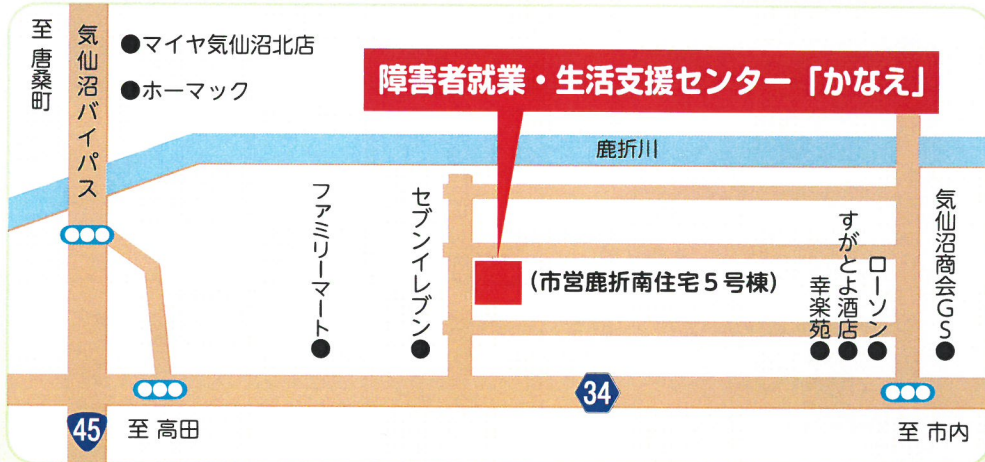 至 唐桑町
気仙沼バイパス
●マイヤ気仙沼北店
●ホーマック
障害者就業・生活支援センター「かなえ」
鹿折川
ファミリーマート●
セブンイレブン●
(市営鹿折南住宅5号棟)
幸楽苑●
すがとよ酒店●
ローソン●
気仙沼商会GS●
34
45
至 高田
至 市内